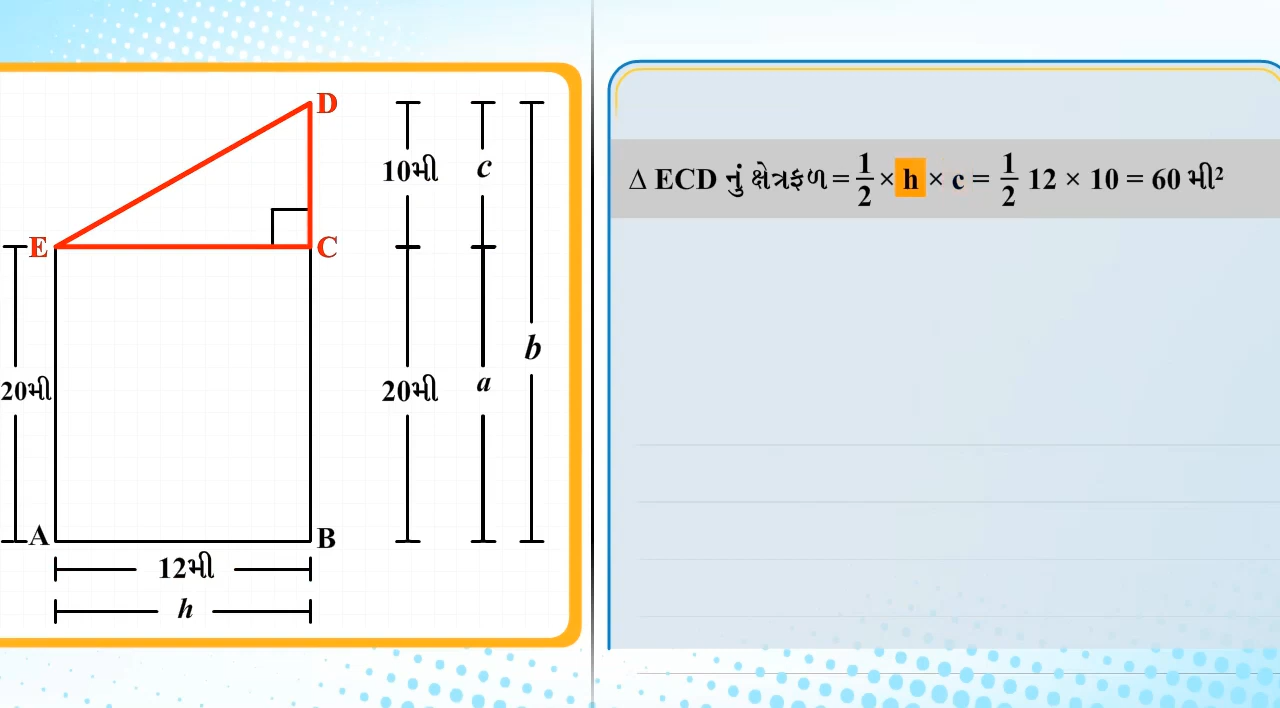 D
10મી c
E C
b
20મી 20મી a
A B
12મી
h
Δ ECD નું ક્ષેત્રફળ = 1/2 × h × c = 1/2 12 × 10 = 60 મી²